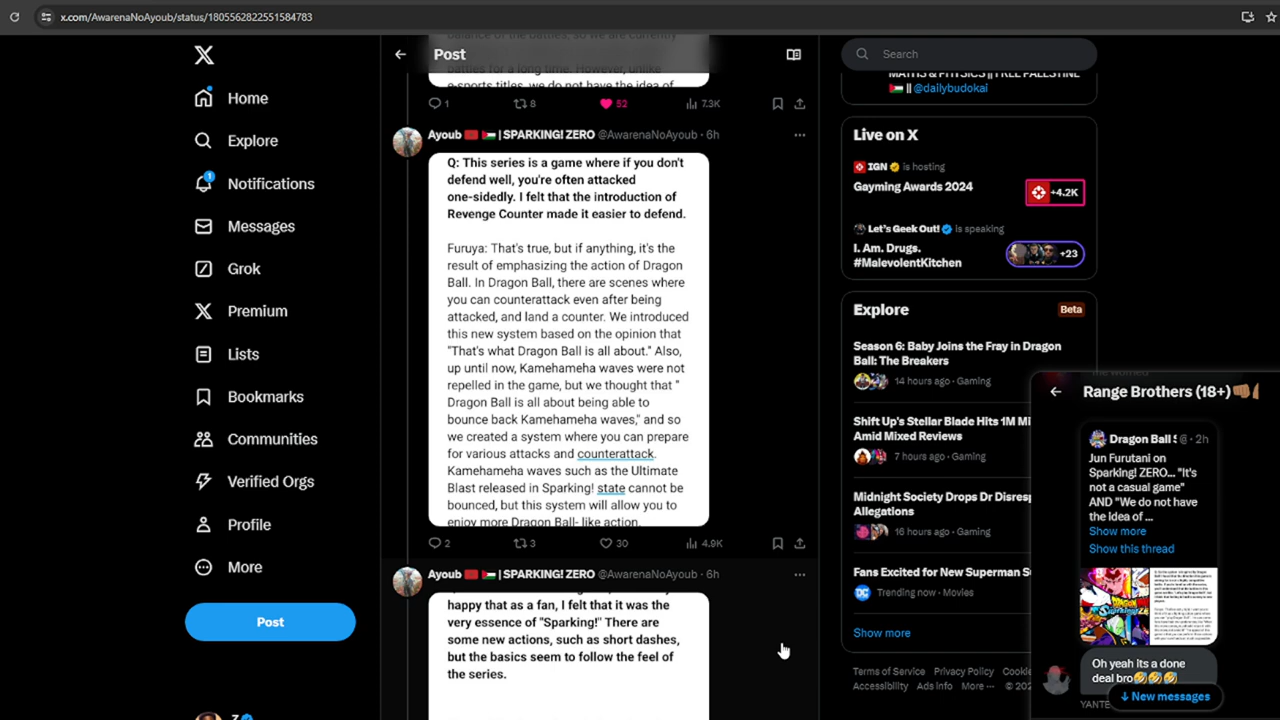 x.com/AwarenaNoAyoub/status/1805562822551584783
Home
Explore
1
Notifications
Messages
Grok
Premium
Lists
Bookmarks
Communities
Verified Orgs
Profile
More
Post
Z
Post
battles for a long time. However, unlike
e-sports titles, we do not have the idea of
1
8
52
7.3K
Ayoub 🇲🇦 🇵🇸 | SPARKING! ZERO @AwarenaNoAyoub · 6h
Q: This series is a game where if you don't
defend well, you're often attacked
one-sidedly. I felt that the introduction of
Revenge Counter made it easier to defend.
Furuya: That's true, but if anything, it's the
result of emphasizing the action of Dragon
Ball. In Dragon Ball, there are scenes where
you can counterattack even after being
attacked, and land a counter. We introduced
this new system based on the opinion that
"That's what Dragon Ball is all about." Also,
up until now, Kamehameha waves were not
repelled in the game, but we thought that "
Dragon Ball is all about being able to
bounce back Kamehameha waves," and so
we created a system where you can prepare
for various attacks and counterattack.
Kamehameha waves such as the Ultimate
Blast released in Sparking! state cannot be
bounced, but this system will allow you to
enjoy more Dragon Ball- like action.
2
3
30
4.9K
Ayoub 🇲🇦 🇵🇸 | SPARKING! ZERO @AwarenaNoAyoub · 6h
happy that as a fan, I felt that it was the
very essence of "Sparking!" There are
some new actions, such as short dashes,
but the basics seem to follow the feel of
the series.
Search
MATHS & PHYSICS || FREE PALESTINE
🇵🇸 || @dailybudokai
Live on X
IGN is hosting
Gayming Awards 2024
+4.2K
Let's Geek Out! is speaking
I. Am. Drugs.
#MalevolentKitchen
+23
Explore
Beta
Season 6: Baby Joins the Fray in Dragon
Ball: The Breakers
14 hours ago · Gaming
Shift Up's Stellar Blade Hits 1M
Amid Mixed Reviews
7 hours ago · Gaming
Midnight Society Drops Dr
Allegations
16 hours ago · Gaming
Fans Excited for New Superman
Trending now · Movies
Show more
Terms of Service Privacy Policy
Accessibility Ads info More ···
Range Brothers (18+)👊🏾
Dragon Ball @ · 2h
Jun Furutani on
Sparking! ZERO... "It's
not a casual game"
AND "We do not have
the idea of ...
Show more
Show this thread
Oh yeah its a done
deal bro🤣🤣🤣
New messages
YANTE